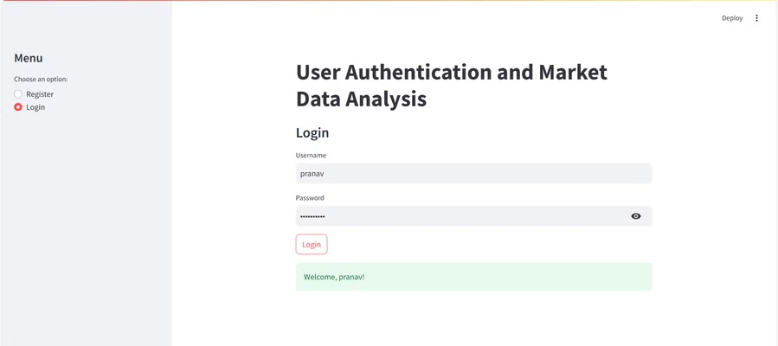 Deploy
Menu
Choose an option:
Register
Login
User Authentication and Market
Data Analysis
Login
Username
pranav
Password
••••••••••
Login
Welcome, pranav!